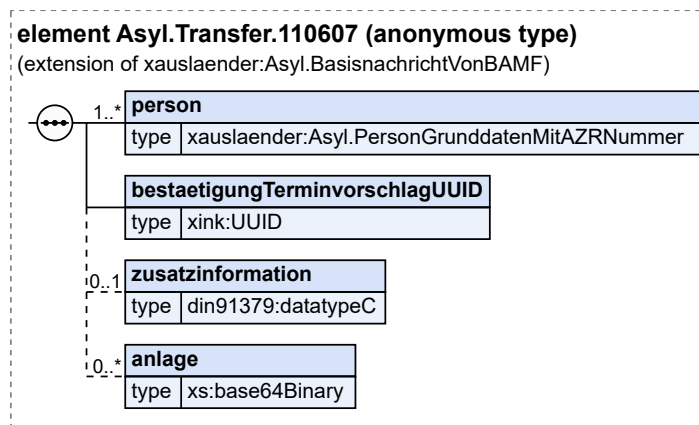 element Asyl.Transfer.110607 (anonymous type)
(extension of xauslaender:Asyl.BasisnachrichtVonBAMF)
1..* person
type xauslaender:Asyl.PersonGrunddatenMitAZRNummer
bestaetigungTerminvorschlagUUID
type xink:UUID
0..1 zusatzinformation
type din91379:datatypeC
0..* anlage
type xs:base64Binary